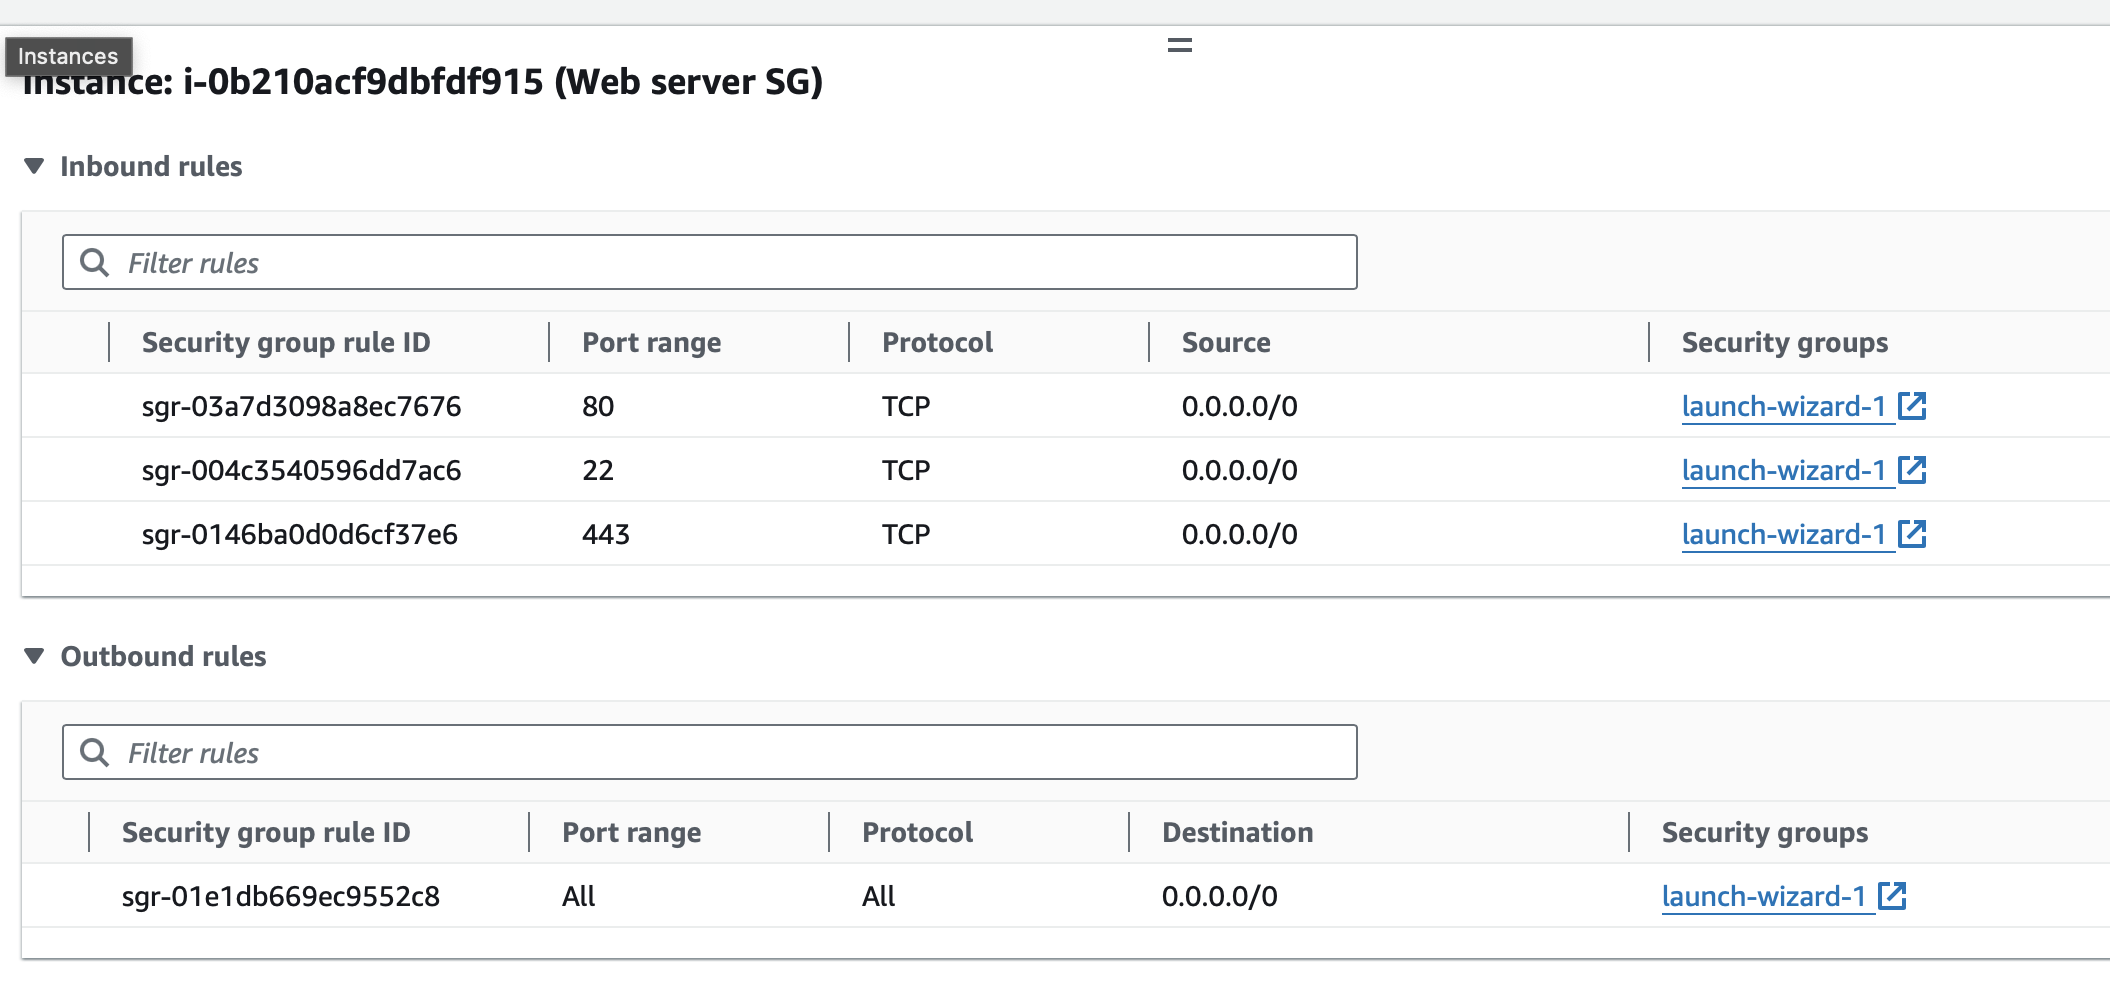 Instances
Instance: i-0b210acf9dbfdf915 (Web server SG)
Inbound rules
Filter rules
Security group rule ID Port range Protocol Source Security groups
sgr-03a7d3098a8ec7676 80 TCP 0.0.0.0/0 launch-wizard-1
sgr-004c3540596dd7ac6 22 TCP 0.0.0.0/0 launch-wizard-1
sgr-0146ba0d0d6cf37e6 443 TCP 0.0.0.0/0 launch-wizard-1
Outbound rules
Filter rules
Security group rule ID Port range Protocol Destination Security groups
sgr-01e1db669ec9552c8 All All 0.0.0.0/0 launch-wizard-1